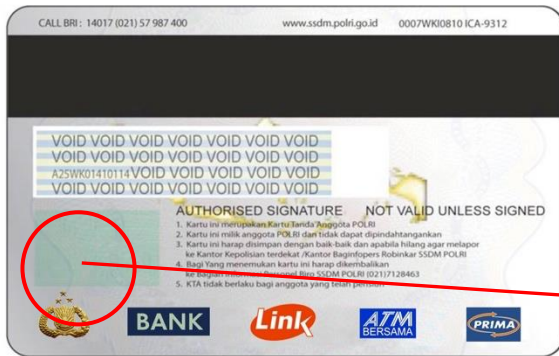 CALL BRI : 14017 (021) 57 987 400 www.ssdm.polri.go.id 0007WKI0810 ICA-9312
VOID VOID VOID VOID VOID VOID VOID
VOID VOID VOID VOID VOID VOID VOID
A25WK01410114 VOID VOID VOID VOID VOID
VOID VOID VOID VOID VOID VOID VOID
AUTHORISED SIGNATURE NOT VALID UNLESS SIGNED
1. Kartu ini merupakan Kartu Tanda Anggota POLRI
2. Kartu ini milik anggota POLRI dan tidak dapat dipindahtangankan
3. Kartu ini harap disimpan dengan baik-baik dan apabila hilang agar melapor
ke Kantor Kepolisian terdekat /Kantor Baginfopers Robinkar SSDM POLRI
4. Bagi Yang menemukan kartu ini harap dikembalikan
ke Bagian Personel Biro SSDM POLRI (021)7128463
5. KTA tidak berlaku bagi anggota yang telah pensiun
BANK Link ATM BERSAMA PRIMA